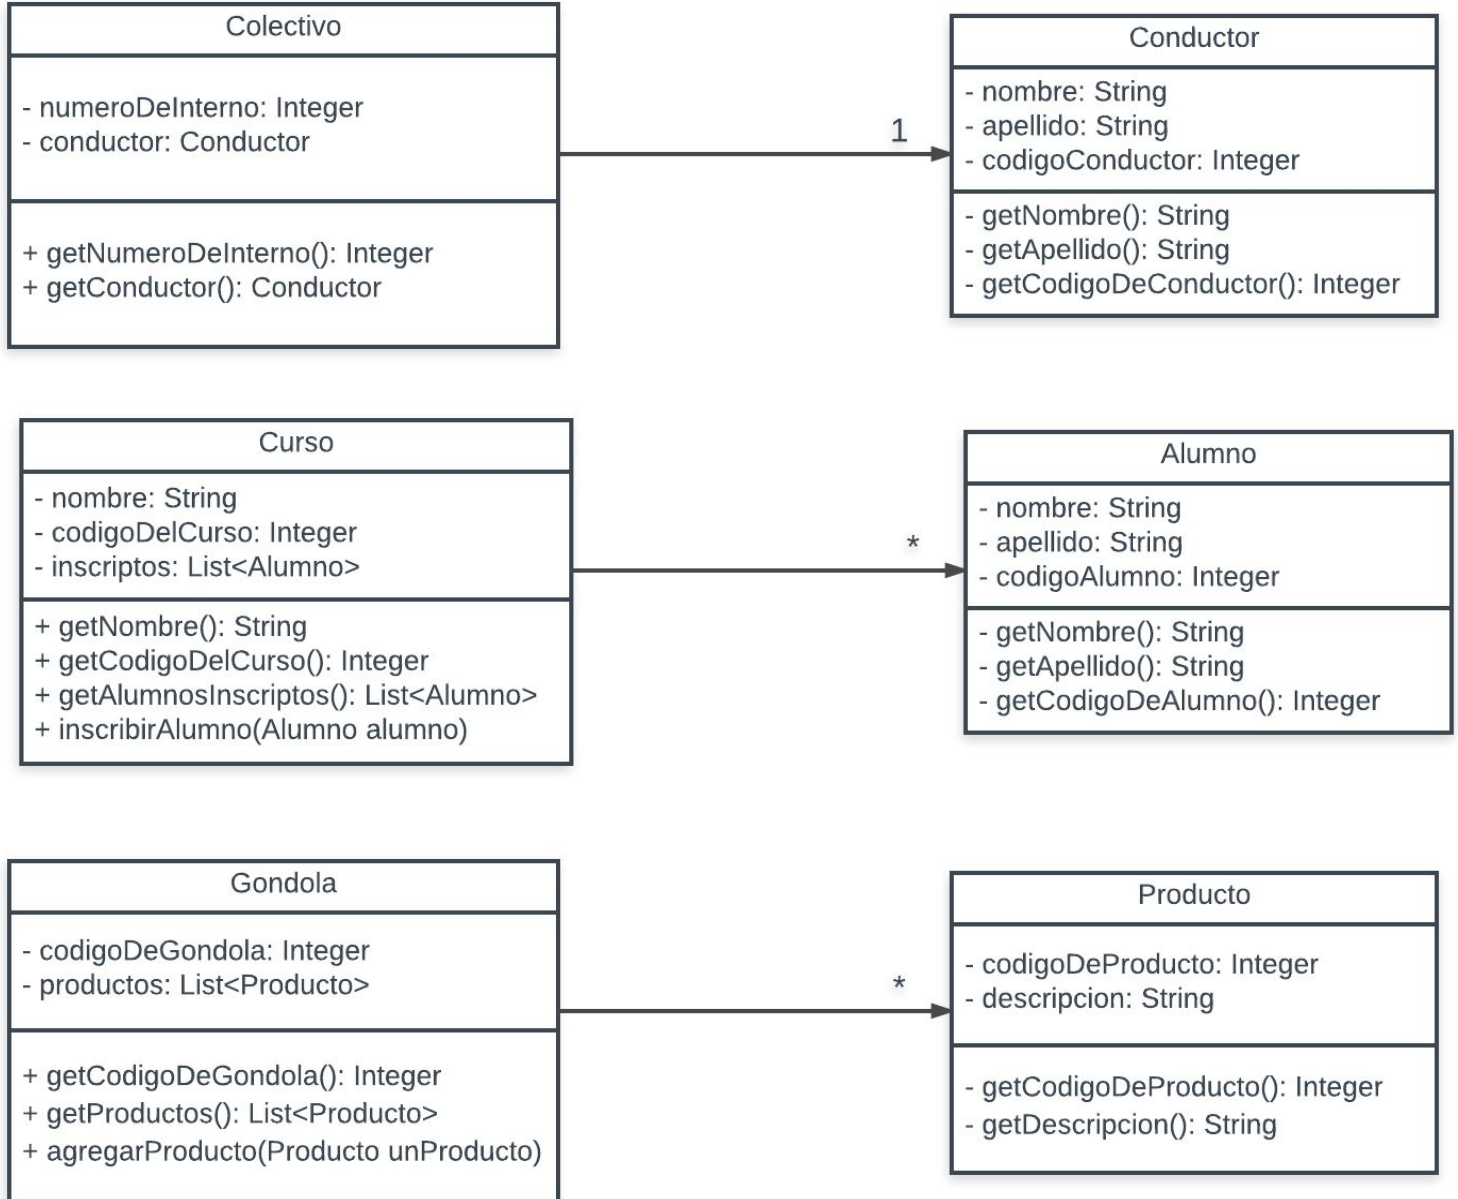 Colectivo
- numeroDeInterno: Integer
- conductor: Conductor
+ getNumeroDeInterno(): Integer
+ getConductor(): Conductor
1
Conductor
- nombre: String
- apellido: String
- codigoConductor: Integer
- getNombre(): String
- getApellido(): String
- getCodigoDeConductor(): Integer
Curso
- nombre: String
- codigoDelCurso: Integer
- inscriptos: List<Alumno>
+ getNombre(): String
+ getCodigoDelCurso(): Integer
+ getAlumnosInscriptos(): List<Alumno>
+ inscribirAlumno(Alumno alumno)
*
Alumno
- nombre: String
- apellido: String
- codigoAlumno: Integer
- getNombre(): String
- getApellido(): String
- getCodigoDeAlumno(): Integer
Gondola
- codigoDeGondola: Integer
- productos: List<Producto>
+ getCodigoDeGondola(): Integer
+ getProductos(): List<Producto>
+ agregarProducto(Producto unProducto)
*
Producto
- codigoDeProducto: Integer
- descripcion: String
- getCodigoDeProducto(): Integer
- getDescripcion(): String